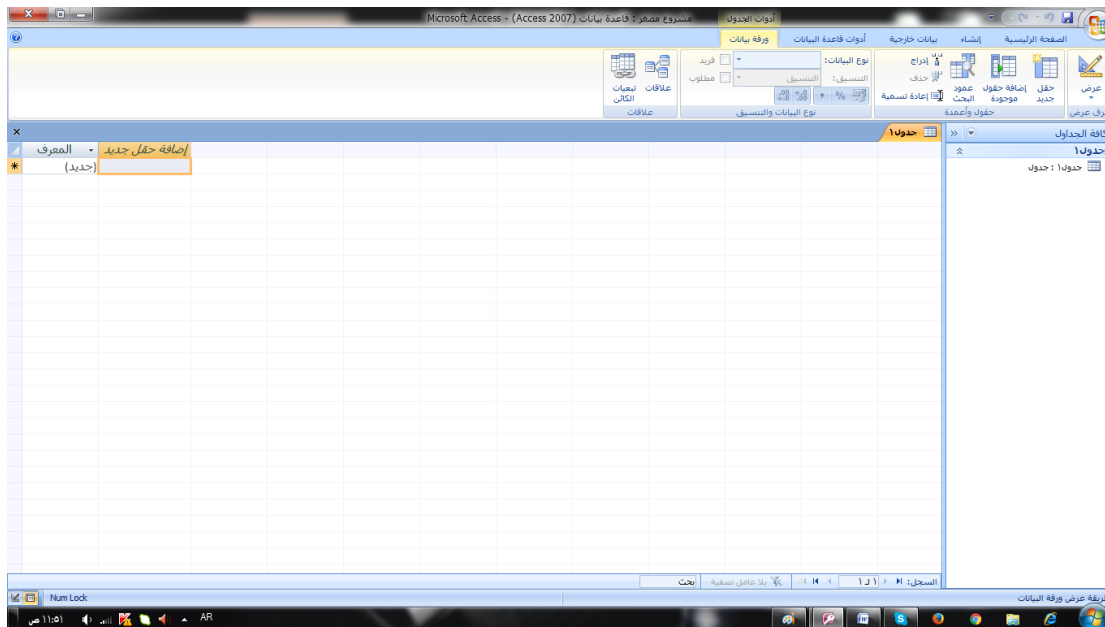 مشروع مصغر : قاعدة بيانات (Access 2007) - Microsoft Access
أدوات الجدول
الصفحة الرئيسية
إنشاء
بيانات خارجية
أدوات قاعدة البيانات
ورقة بيانات
عرض
حقل جديد
إضافة حقول موجودة
عمود البحث
إدراج
حذف
إعادة تسمية
حقول وأعمدة
نوع البيانات:
التنسيق: التنسيق
فريد
مطلوب
نوع البيانات والتنسيق
علاقات
تبعيات الكائن
علاقات
جدول١
جدول١
جدول١ : جدول
المعرف
إضافة حقل جديد
(جديد)
السجل:
١ لـ ١
بلا عامل تصفية
بحث
عرض ورقة البيانات
Num Lock
AR
١١:٥١ ص